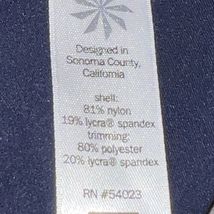 Designed in
Sonoma County,
California
shell:
81% nylon
19% lycra® spandex
trimming:
80% polyester
20% lycra® spandex
RN #54023